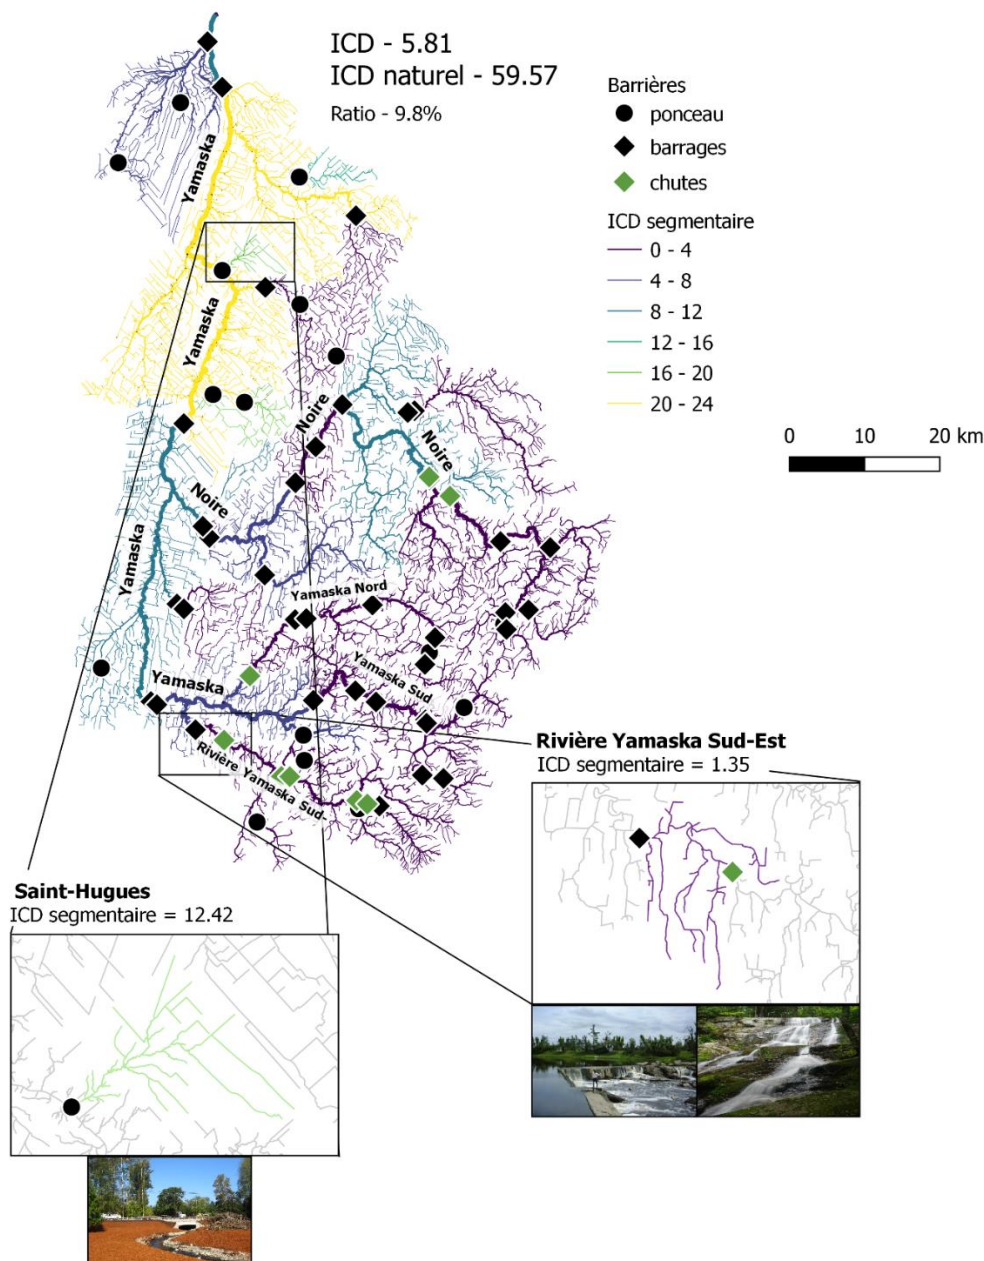 ICD - 5.81
ICD naturel - 59.57
Ratio - 9.8%
Barrières
ponceau
barrages
chutes
ICD segmentaire
0 - 4
4 - 8
8 - 12
12 - 16
16 - 20
20 - 24
0 10 20 km
Yamaska
Yamaska
Noire
Noire
Noire
Yamaska
Yamaska Nord
Yamaska Sud
Yamaska
Rivière Yamaska Sud
Rivière Yamaska Sud-Est
ICD segmentaire = 1.35
Saint-Hugues
ICD segmentaire = 12.42